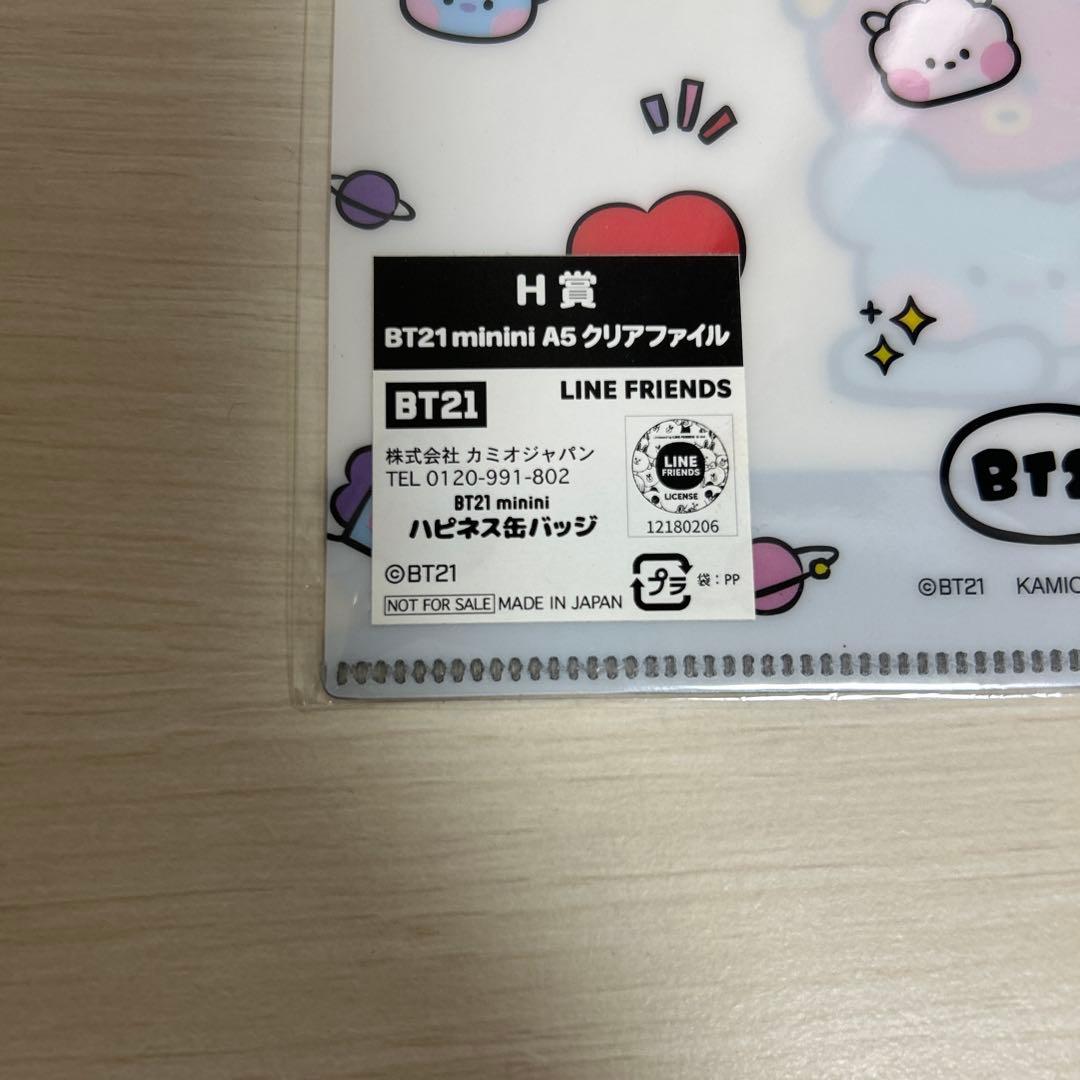 H賞
BT21 minini A5 クリアファイル
BT21
LINE FRIENDS
株式会社 カミオジャパン
TEL 0120-991-802
BT21 minini
ハピネス缶バッジ
LINE
FRIENDS
LICENSE
12180206
©BT21
プラ
袋：PP
NOT FOR SALE MADE IN JAPAN
BT2
©BT21 KAMIO